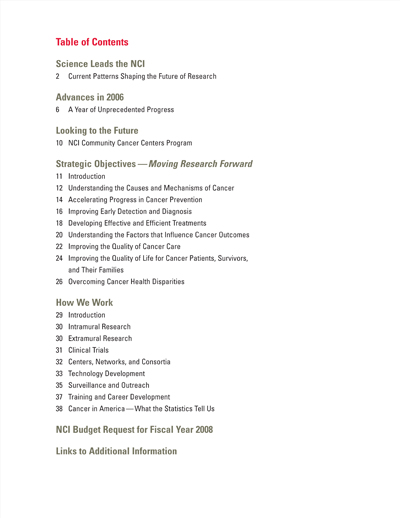 Table of Contents
Science Leads the NCI
2 Current Patterns Shaping the Future of Research
Advances in 2006
6 A Year of Unprecedented Progress
Looking to the Future
10 NCI Community Cancer Centers Program
Strategic Objectives — Moving Research Forward
11 Introduction
12 Understanding the Causes and Mechanisms of Cancer
14 Accelerating Progress in Cancer Prevention
16 Improving Early Detection and Diagnosis
18 Developing Effective and Efficient Treatments
20 Understanding the Factors that Influence Cancer Outcomes
22 Improving the Quality of Cancer Care
24 Improving the Quality of Life for Cancer Patients, Survivors,
and Their Families
26 Overcoming Cancer Health Disparities
How We Work
29 Introduction
30 Intramural Research
30 Extramural Research
31 Clinical Trials
32 Centers, Networks, and Consortia
33 Technology Development
35 Surveillance and Outreach
37 Training and Career Development
38 Cancer in America — What the Statistics Tell Us
NCI Budget Request for Fiscal Year 2008
Links to Additional Information